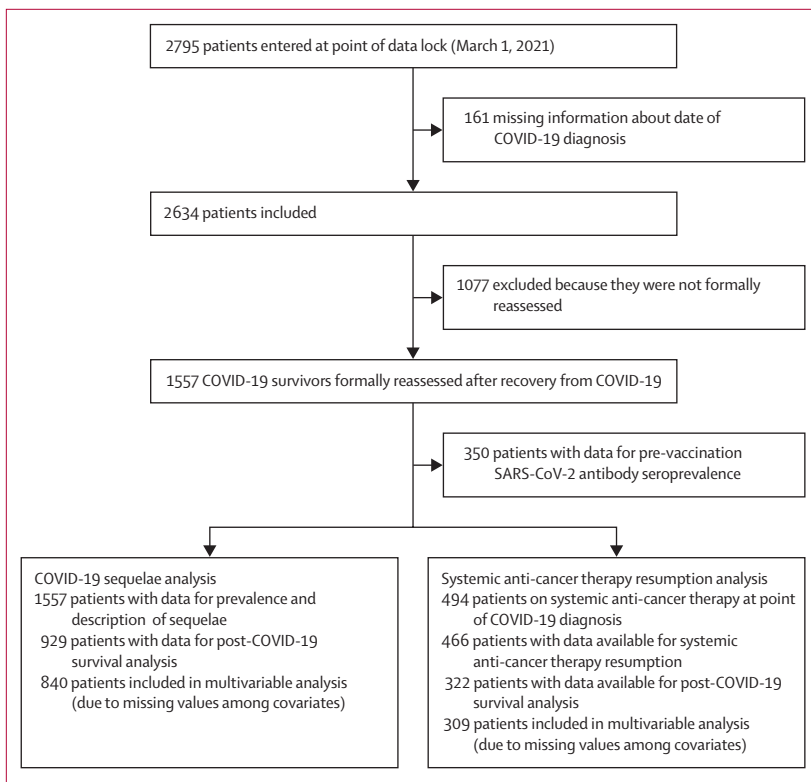 2795 patients entered at point of data lock (March 1, 2021)
161 missing information about date of
COVID-19 diagnosis
2634 patients included
1077 excluded because they were not formally
reassessed
1557 COVID-19 survivors formally reassessed after recovery from COVID-19
350 patients with data for pre-vaccination
SARS-CoV-2 antibody seroprevalence
COVID-19 sequelae analysis
1557 patients with data for prevalence and
description of sequelae
929 patients with data for post-COVID-19
survival analysis
840 patients included in multivariable analysis
(due to missing values among covariates)
Systemic anti-cancer therapy resumption analysis
494 patients on systemic anti-cancer therapy at point
of COVID-19 diagnosis
466 patients with data available for systemic
anti-cancer therapy resumption
322 patients with data available for post-COVID-19
survival analysis
309 patients included in multivariable analysis
(due to missing values among covariates)